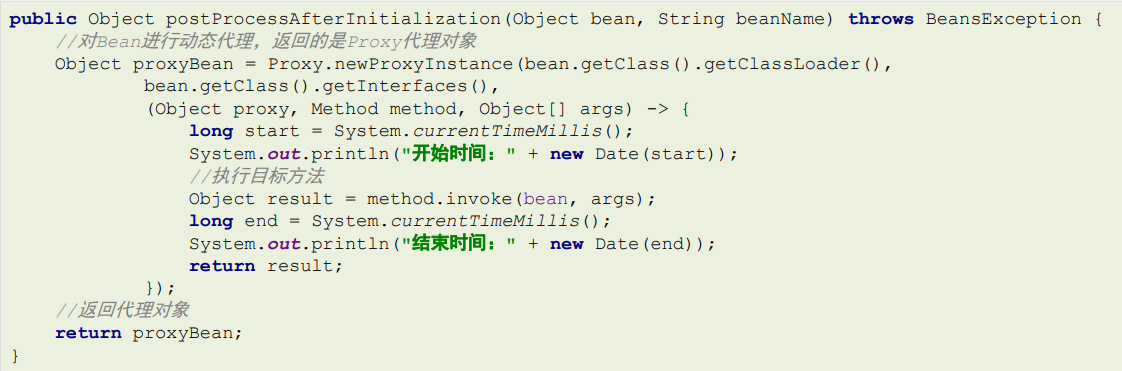 public Object postProcessAfterInitialization(Object bean, String beanName) throws BeansException {
    //对Bean进行动态代理，返回的是Proxy代理对象
    Object proxyBean = Proxy.newProxyInstance(bean.getClass().getClassLoader(),
            bean.getClass().getInterfaces(),
            (Object proxy, Method method, Object[] args) -> {
                long start = System.currentTimeMillis();
                System.out.println("开始时间：" + new Date(start));
                //执行目标方法
                Object result = method.invoke(bean, args);
                long end = System.currentTimeMillis();
                System.out.println("结束时间：" + new Date(end));
                return result;
            });
    //返回代理对象
    return proxyBean;
}